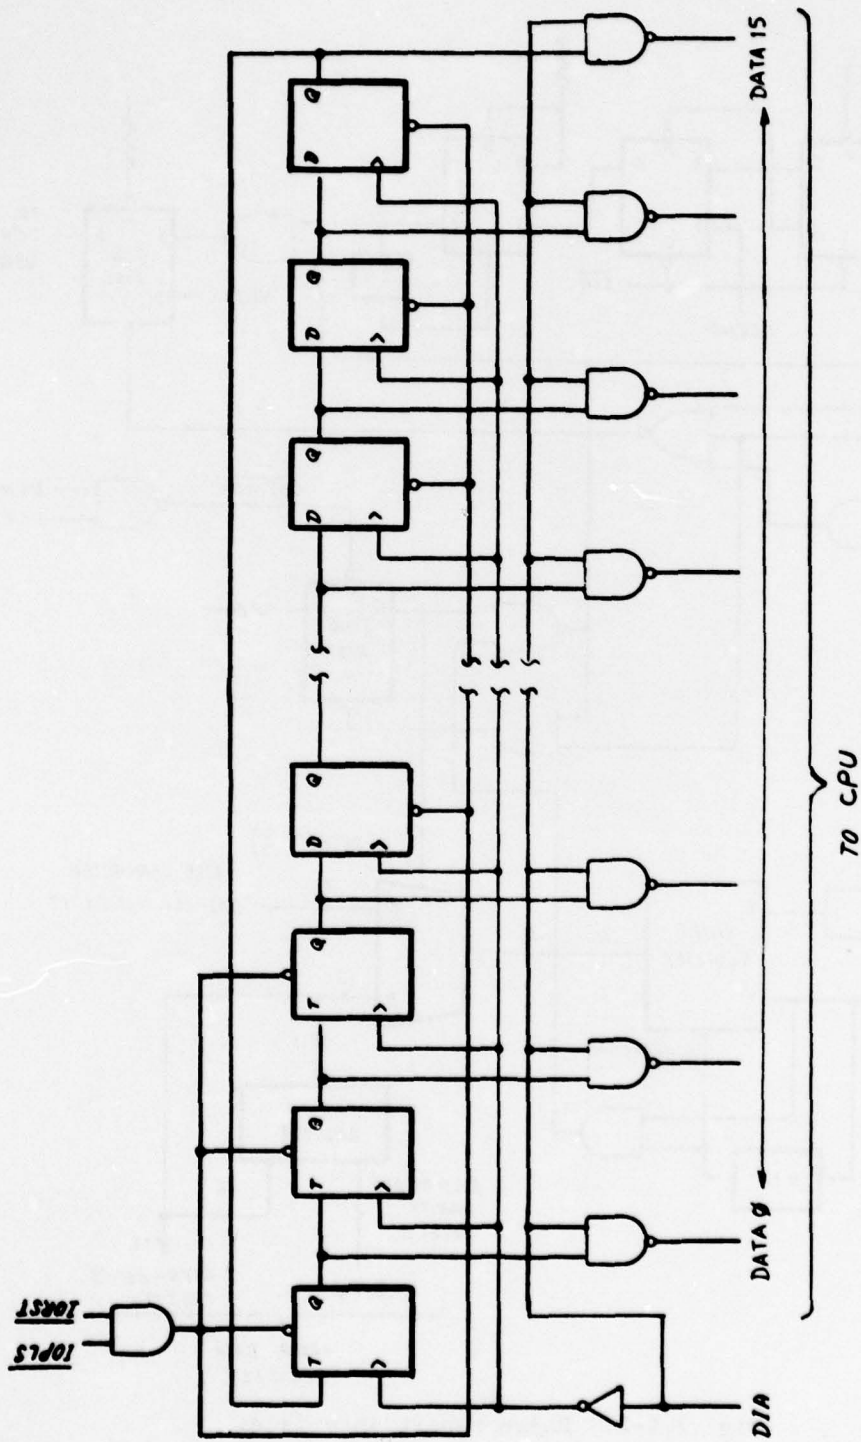 IOPLS IORST
T Q T Q T Q D Q D Q D Q D Q
DIA DATA Ø DATA 15
TO CPU